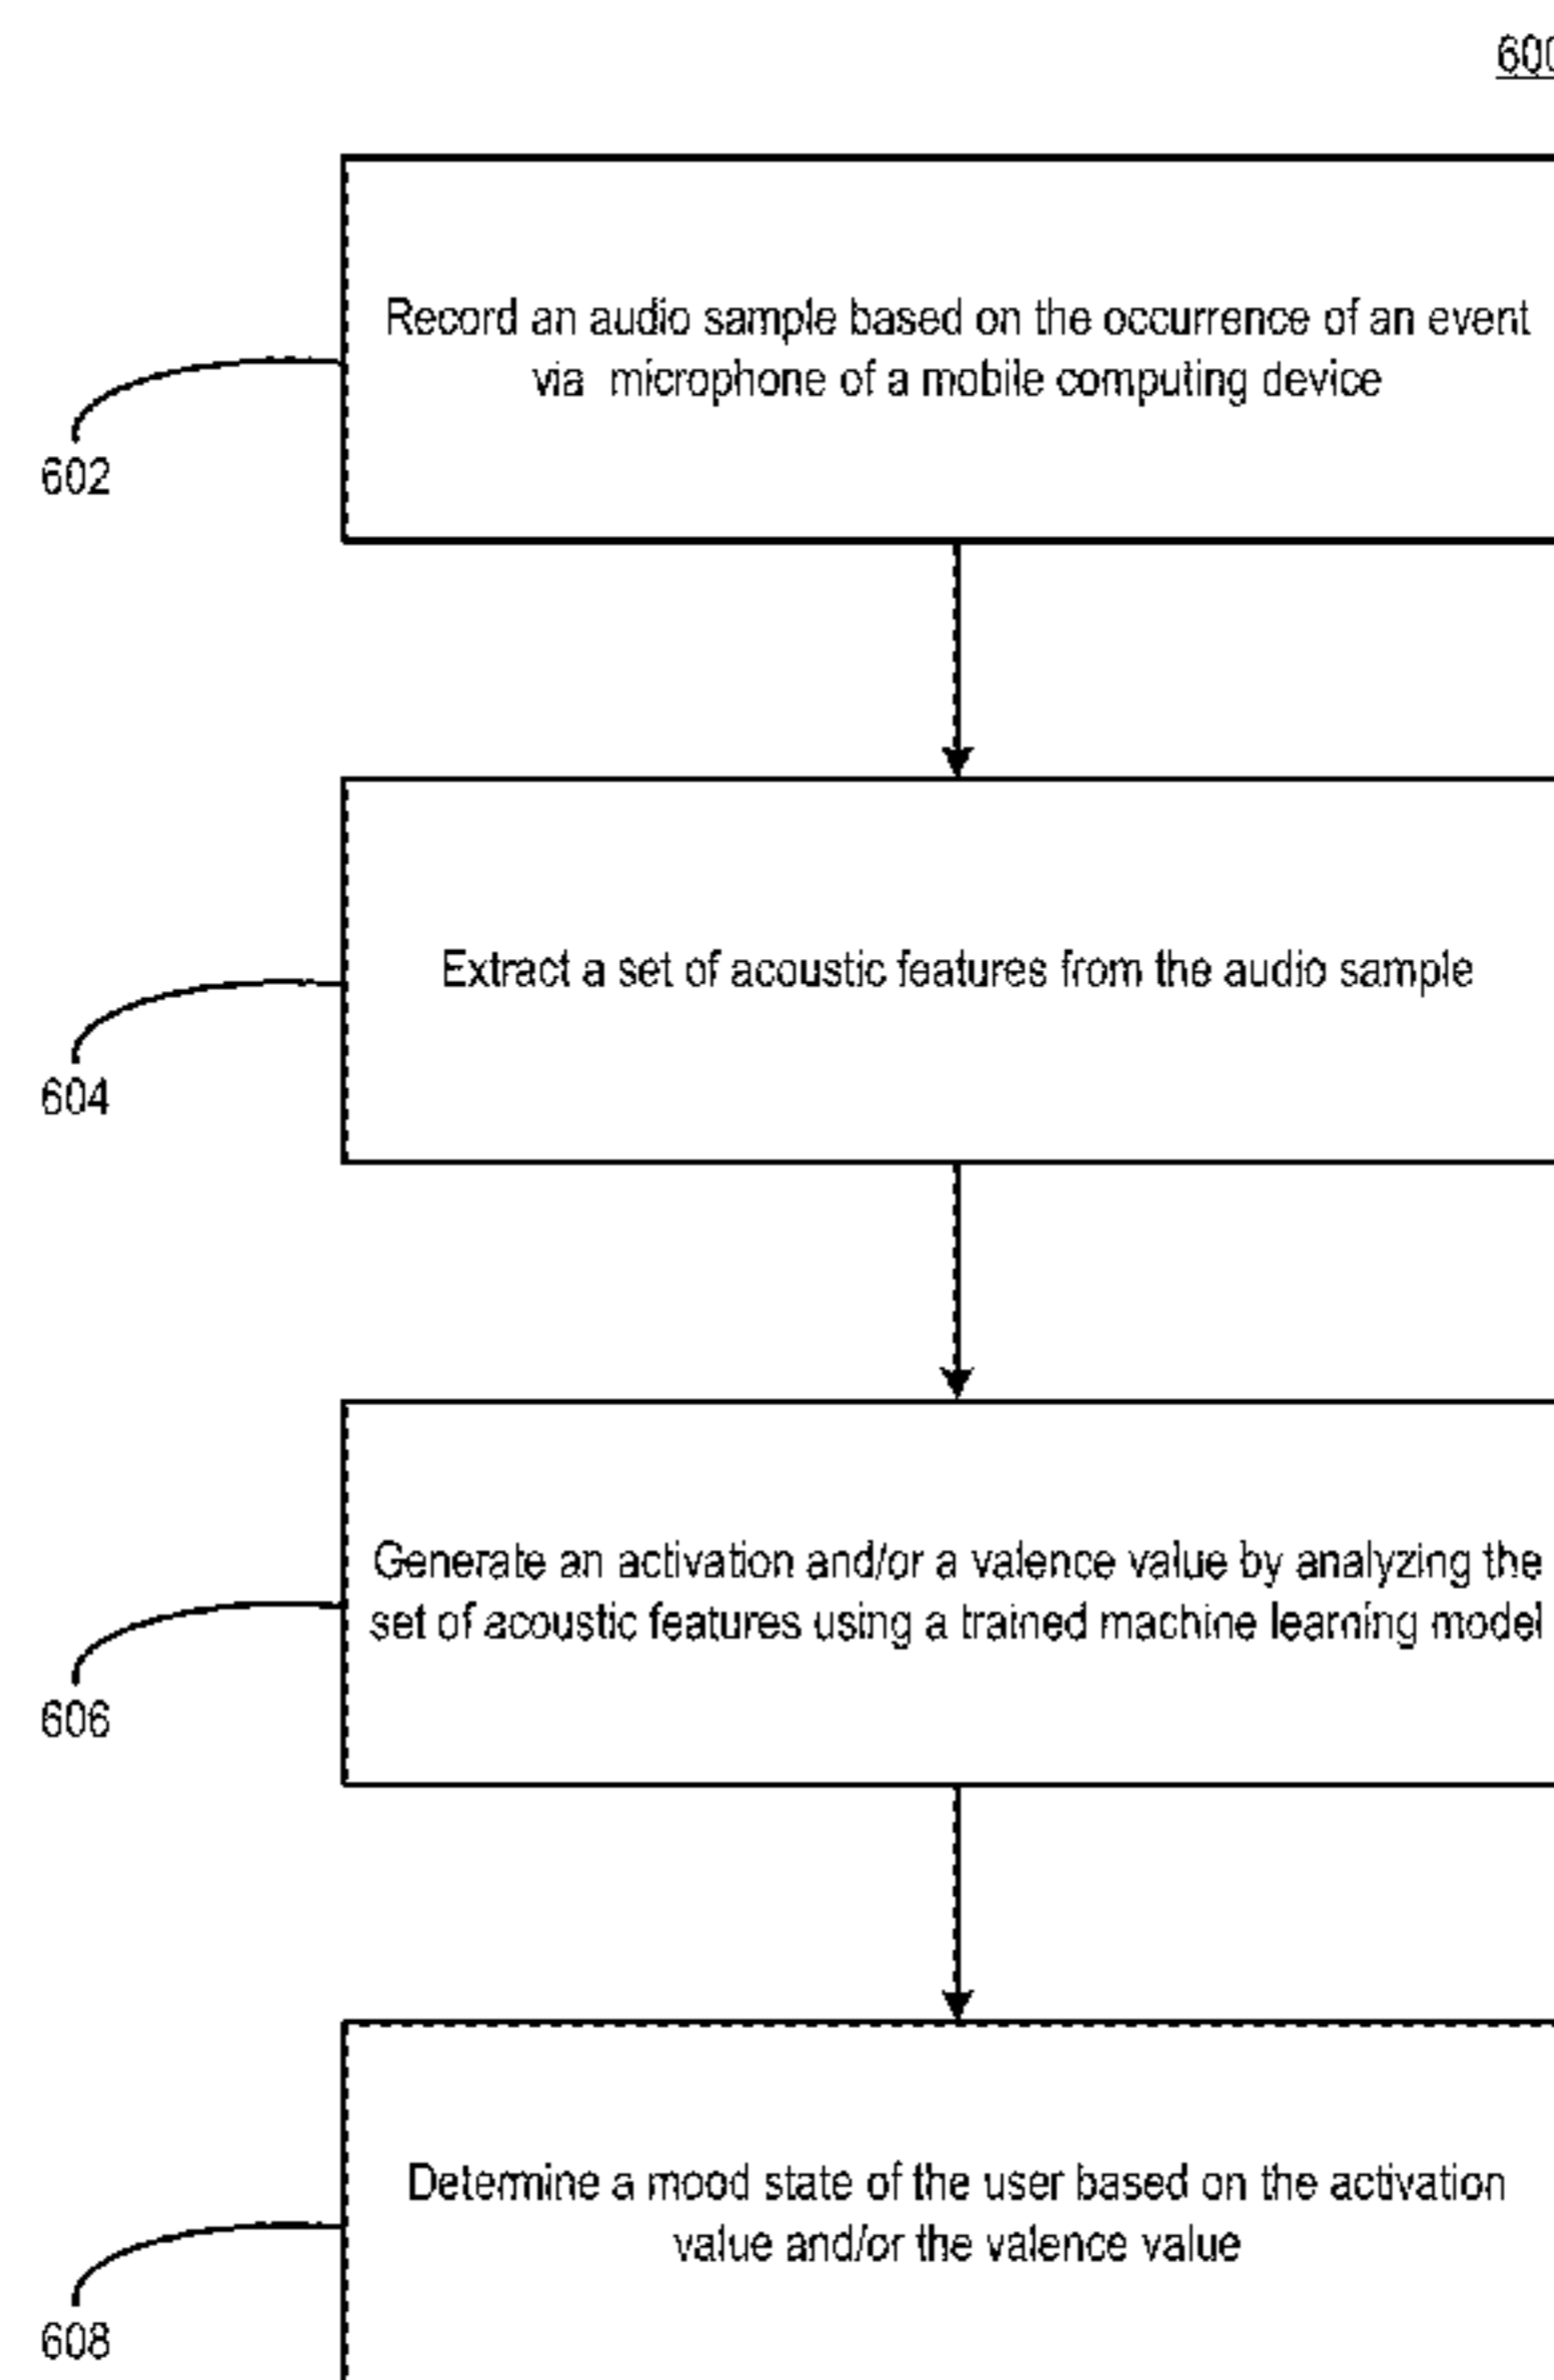 600
Record an audio sample based on the occurrence of an event
via microphone of a mobile computing device
602
Extract a set of acoustic features from the audio sample
604
Generate an activation and/or a valence value by analyzing the
set of acoustic features using a trained machine learning model
606
Determine a mood state of the user based on the activation
value and/or the valence value
608